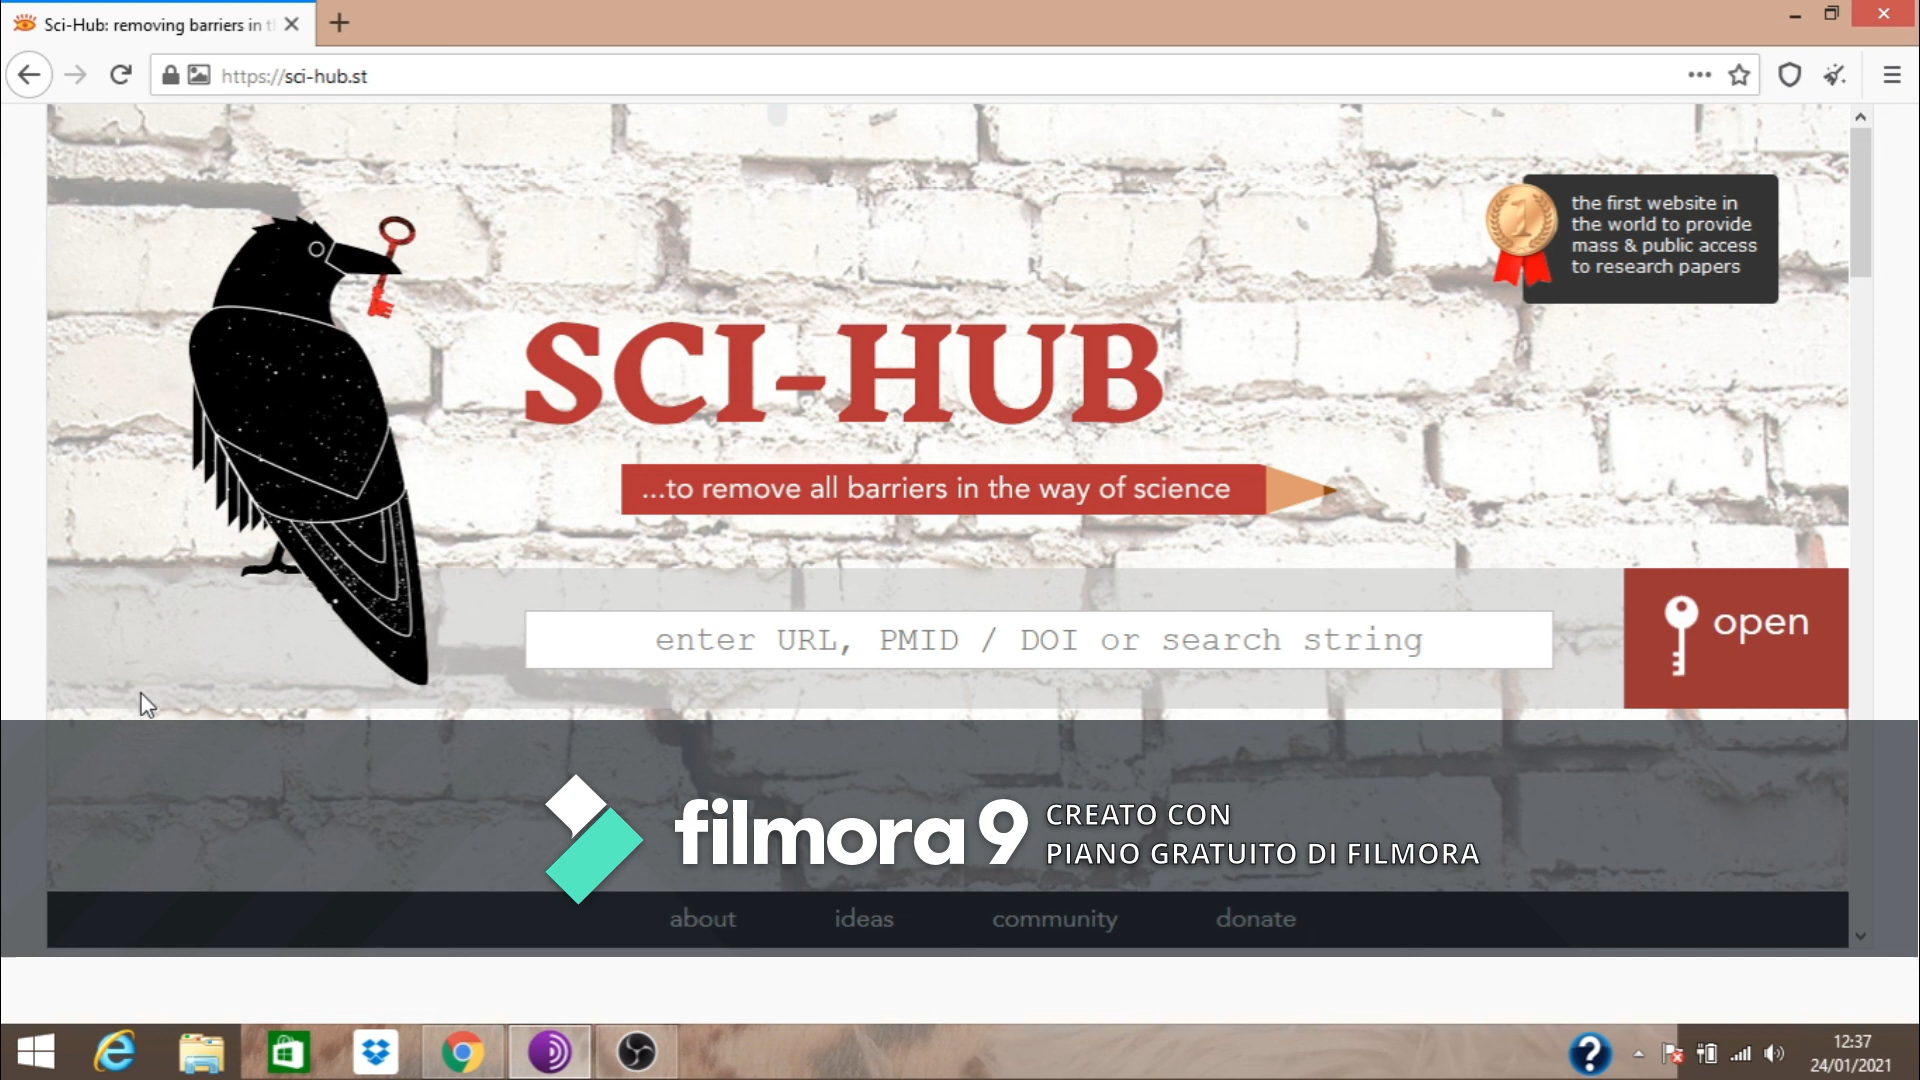 Sci-Hub: removing barriers in t
https://sci-hub.st
the first website in
the world to provide
mass & public access
to research papers
1
SCI-HUB
...to remove all barriers in the way of science
enter URL, PMID / DOI or search string
open
filmora9
CREATO CON
PIANO GRATUITO DI FILMORA
about ideas community donate
12:37
24/01/2021